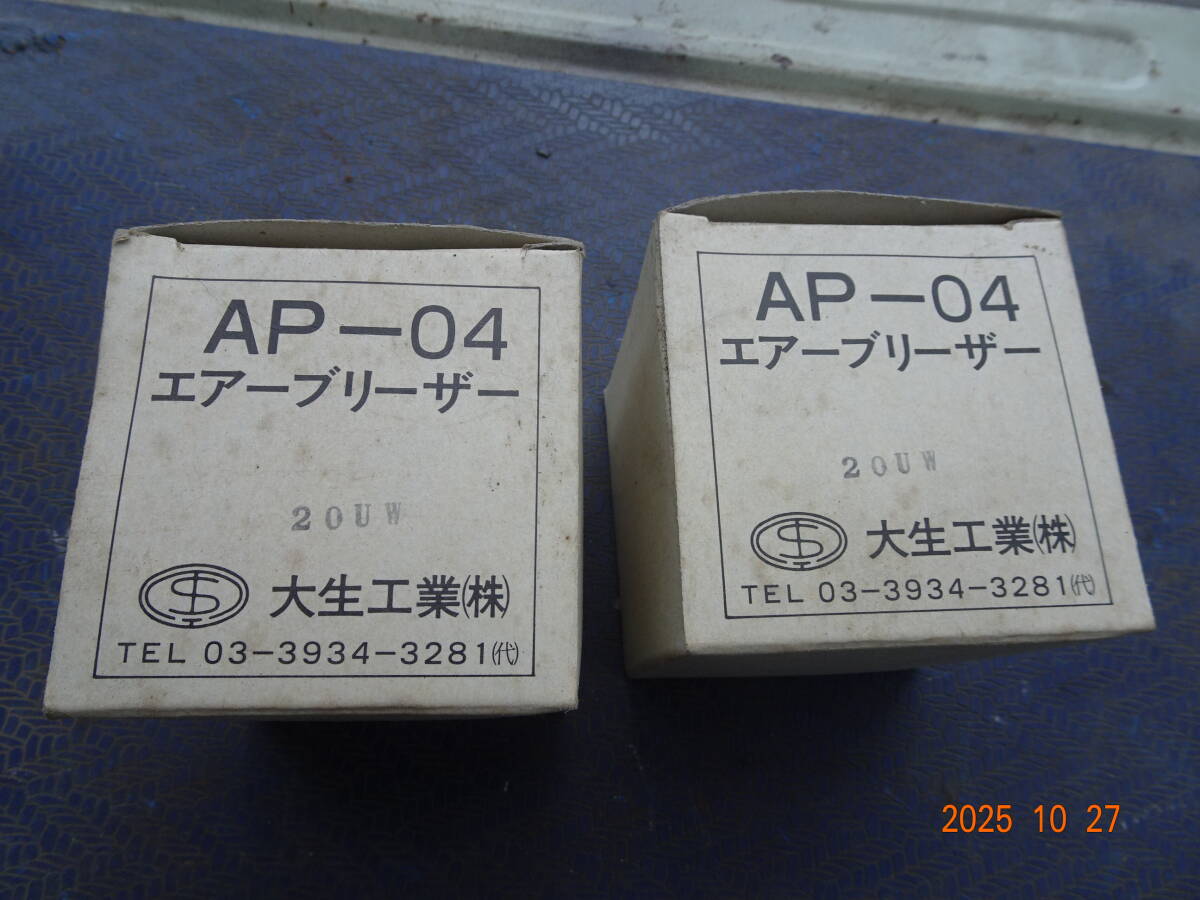 AP-04
エアーブリーザー
20UW
大生工業(株)
TEL 03-3934-3281(代)
AP-04
エアーブリーザー
20UW
大生工業(株)
TEL 03-3934-3281(代)
2025 10 27